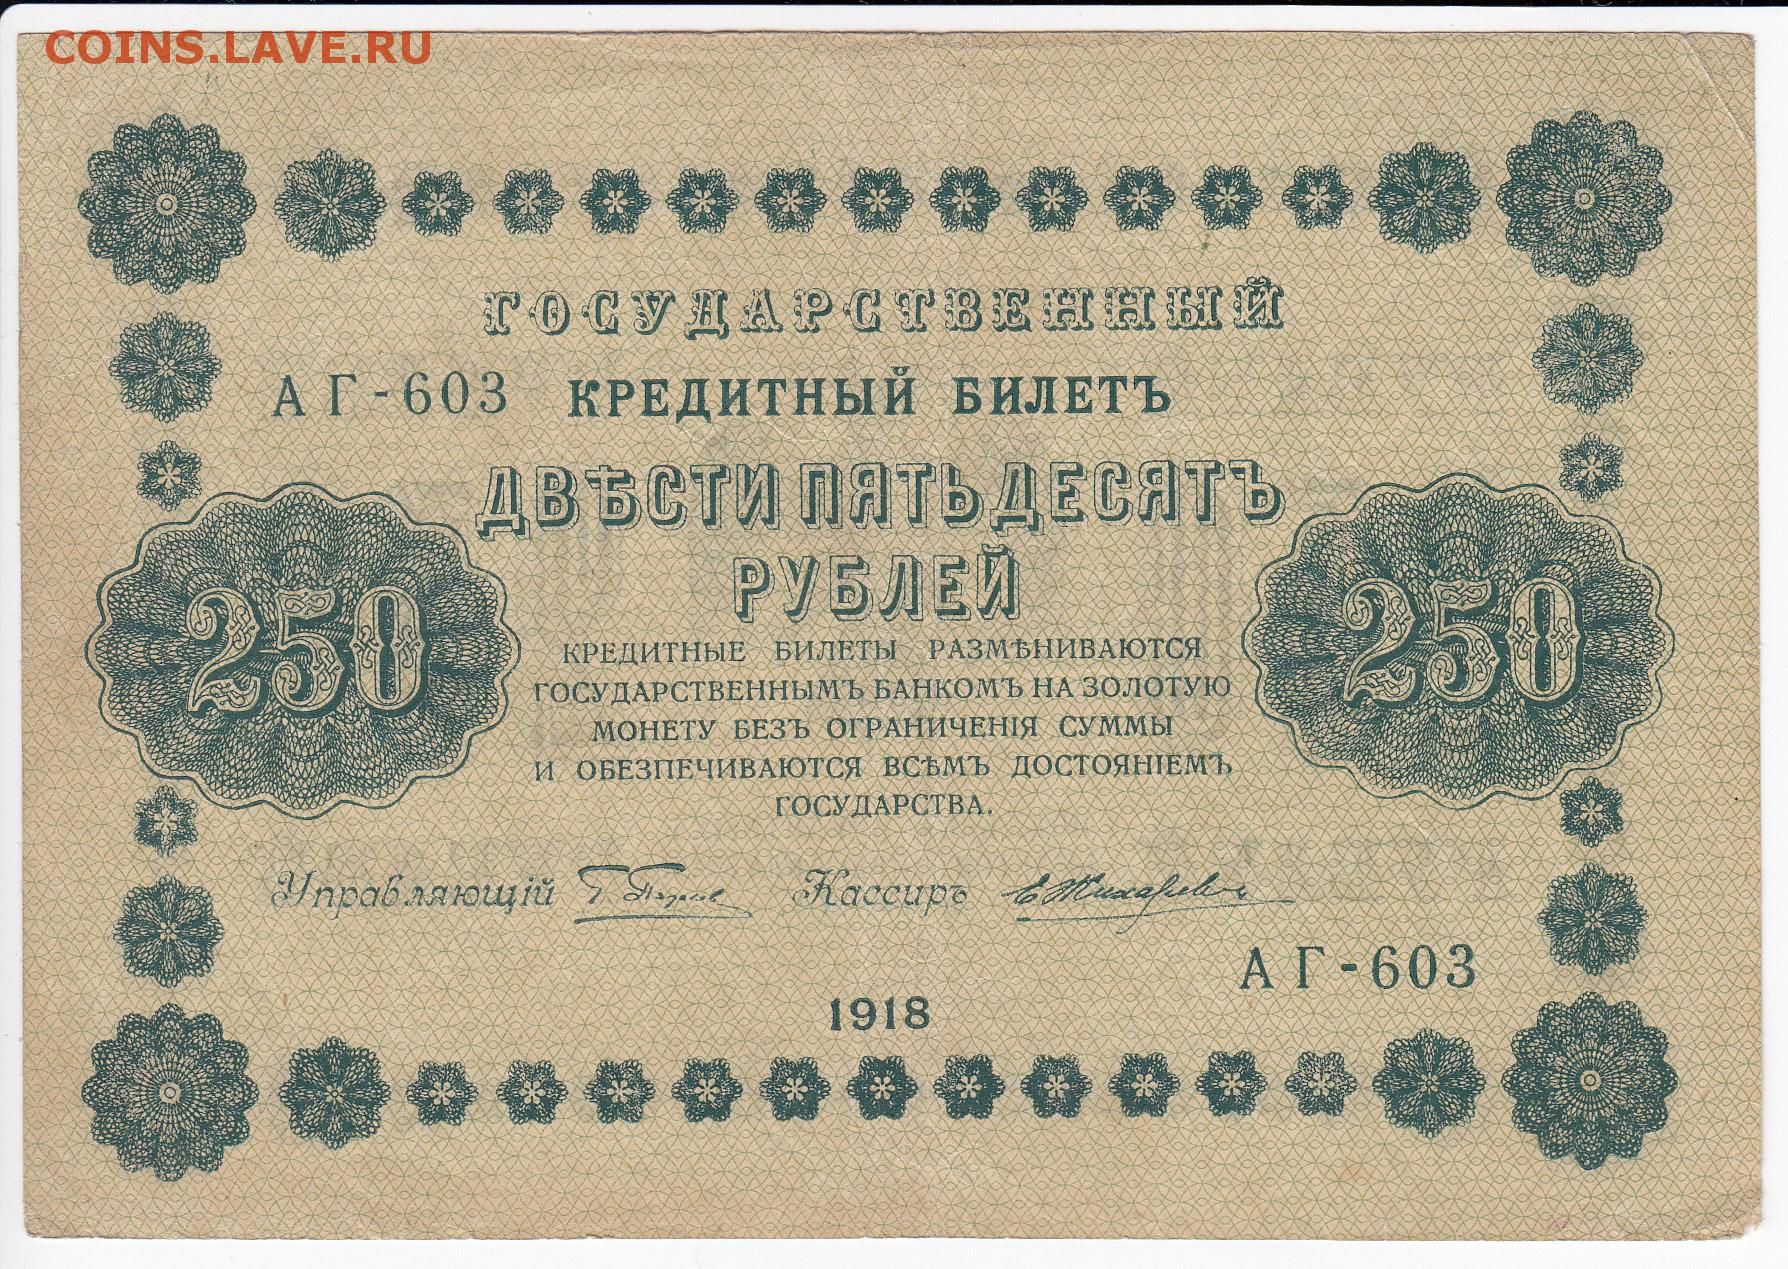 COINS.LAVE.RU
ГОСУДАРСТВЕННЫЙ
АГ-603 КРЕДИТНЫЙ БИЛЕТЪ
ДВѢСТИ ПЯТЬДЕСЯТЪ
РУБЛЕЙ
250
250
КРЕДИТНЫЕ БИЛЕТЫ РАЗМѢНИВАЮТСЯ
ГОСУДАРСТВЕННЫМЪ БАНКОМЪ НА ЗОЛОТУЮ
МОНЕТУ БЕЗЪ ОГРАНИЧЕНІЯ СУММЫ
И ОБЕЗПЕЧИВАЮТСЯ ВСѢМЪ ДОСТОЯНІЕМЪ
ГОСУДАРСТВА.
Управляющій Кассиръ Е. Жихаревъ
АГ-603
1918